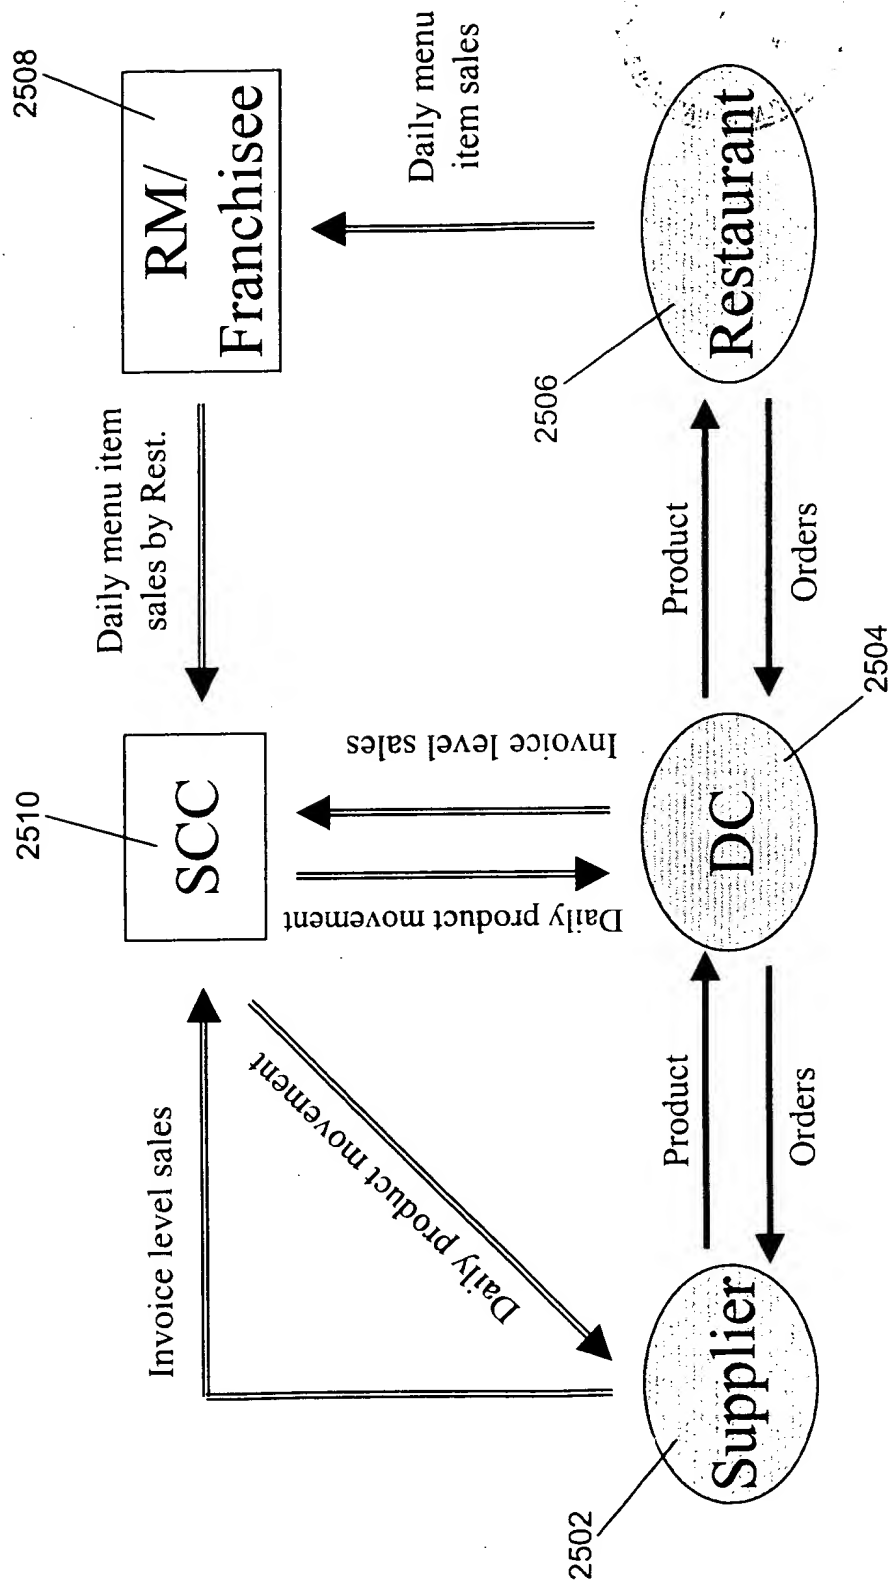 2510
2508
SCC
RM/
Franchisee
Daily menu item
sales by Rest.
Invoice level sales
Daily product movement
Daily product movement
Invoice level sales
Daily menu
item sales
2502
Supplier
Product
Orders
DC
2504
Product
Orders
2506
Restaurant